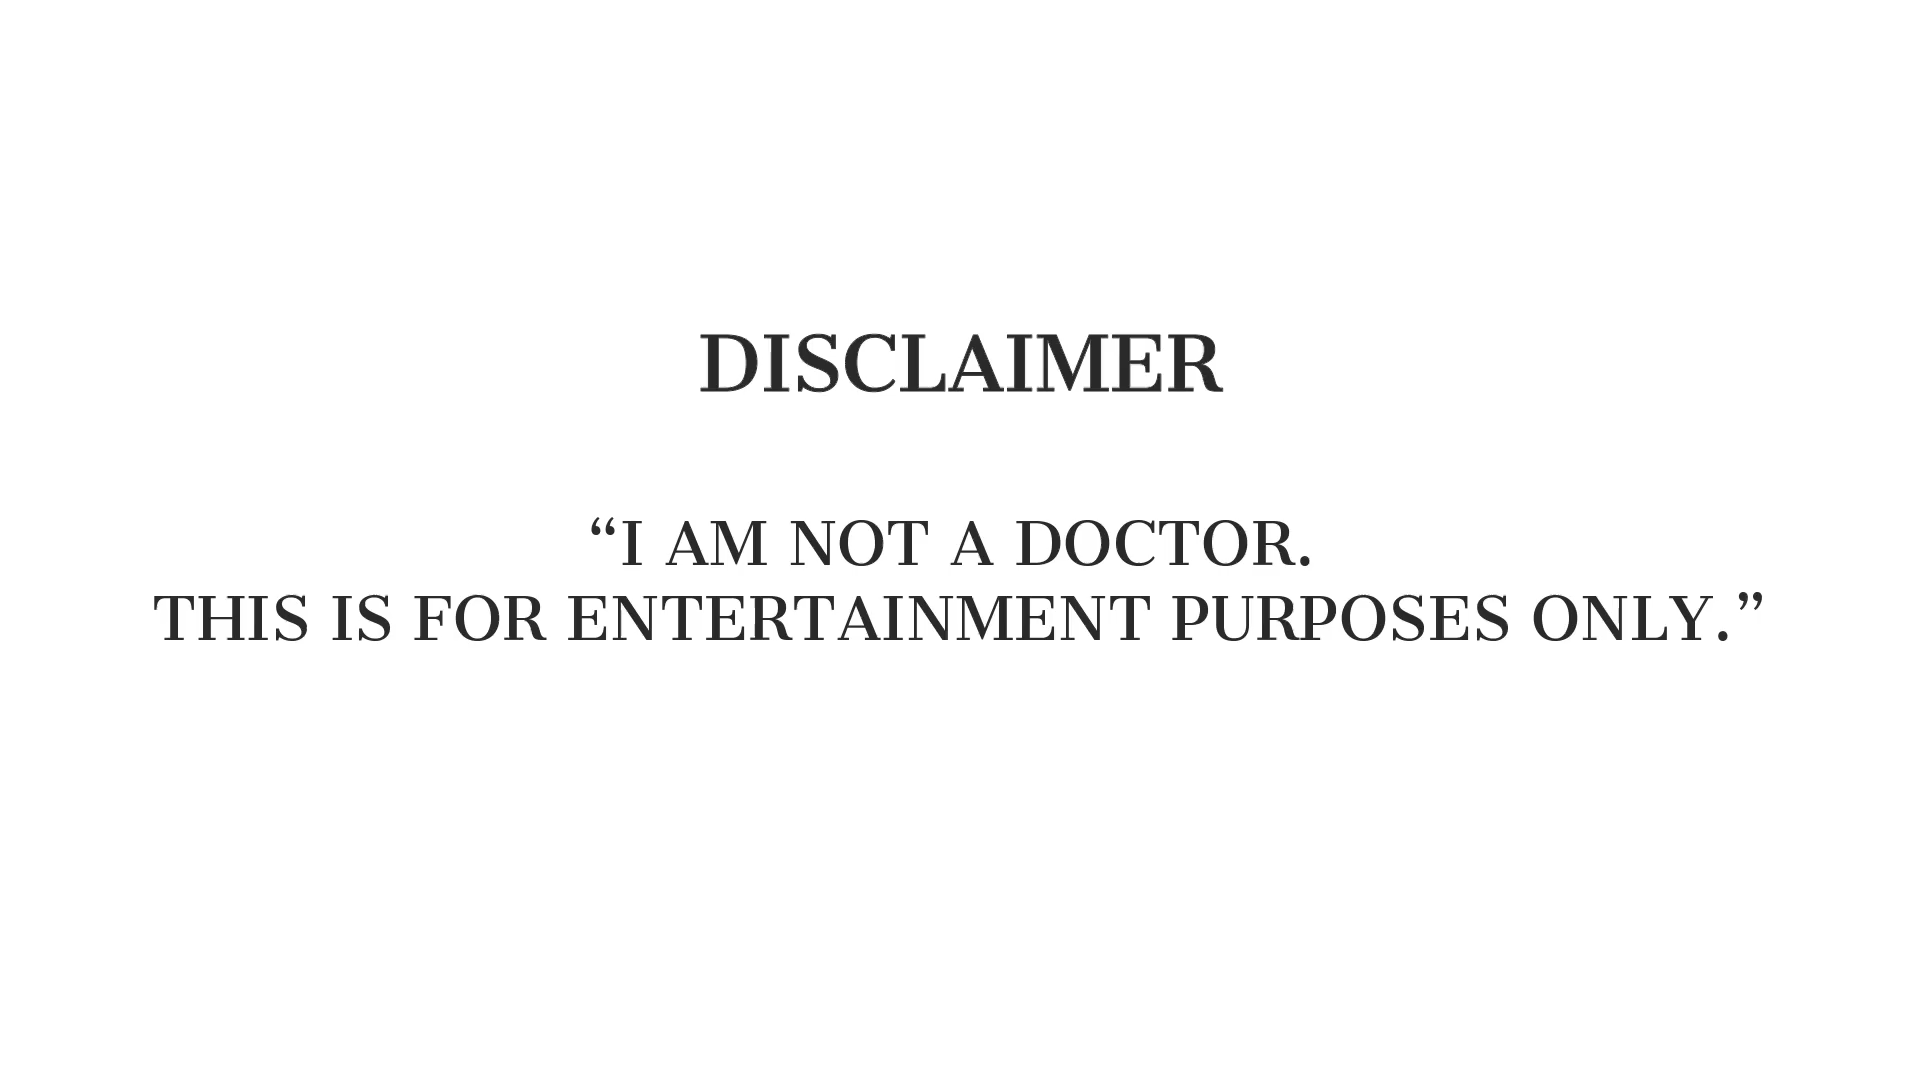 DISCLAIMER
“I AM NOT A DOCTOR.
THIS IS FOR ENTERTAINMENT PURPOSES ONLY.”